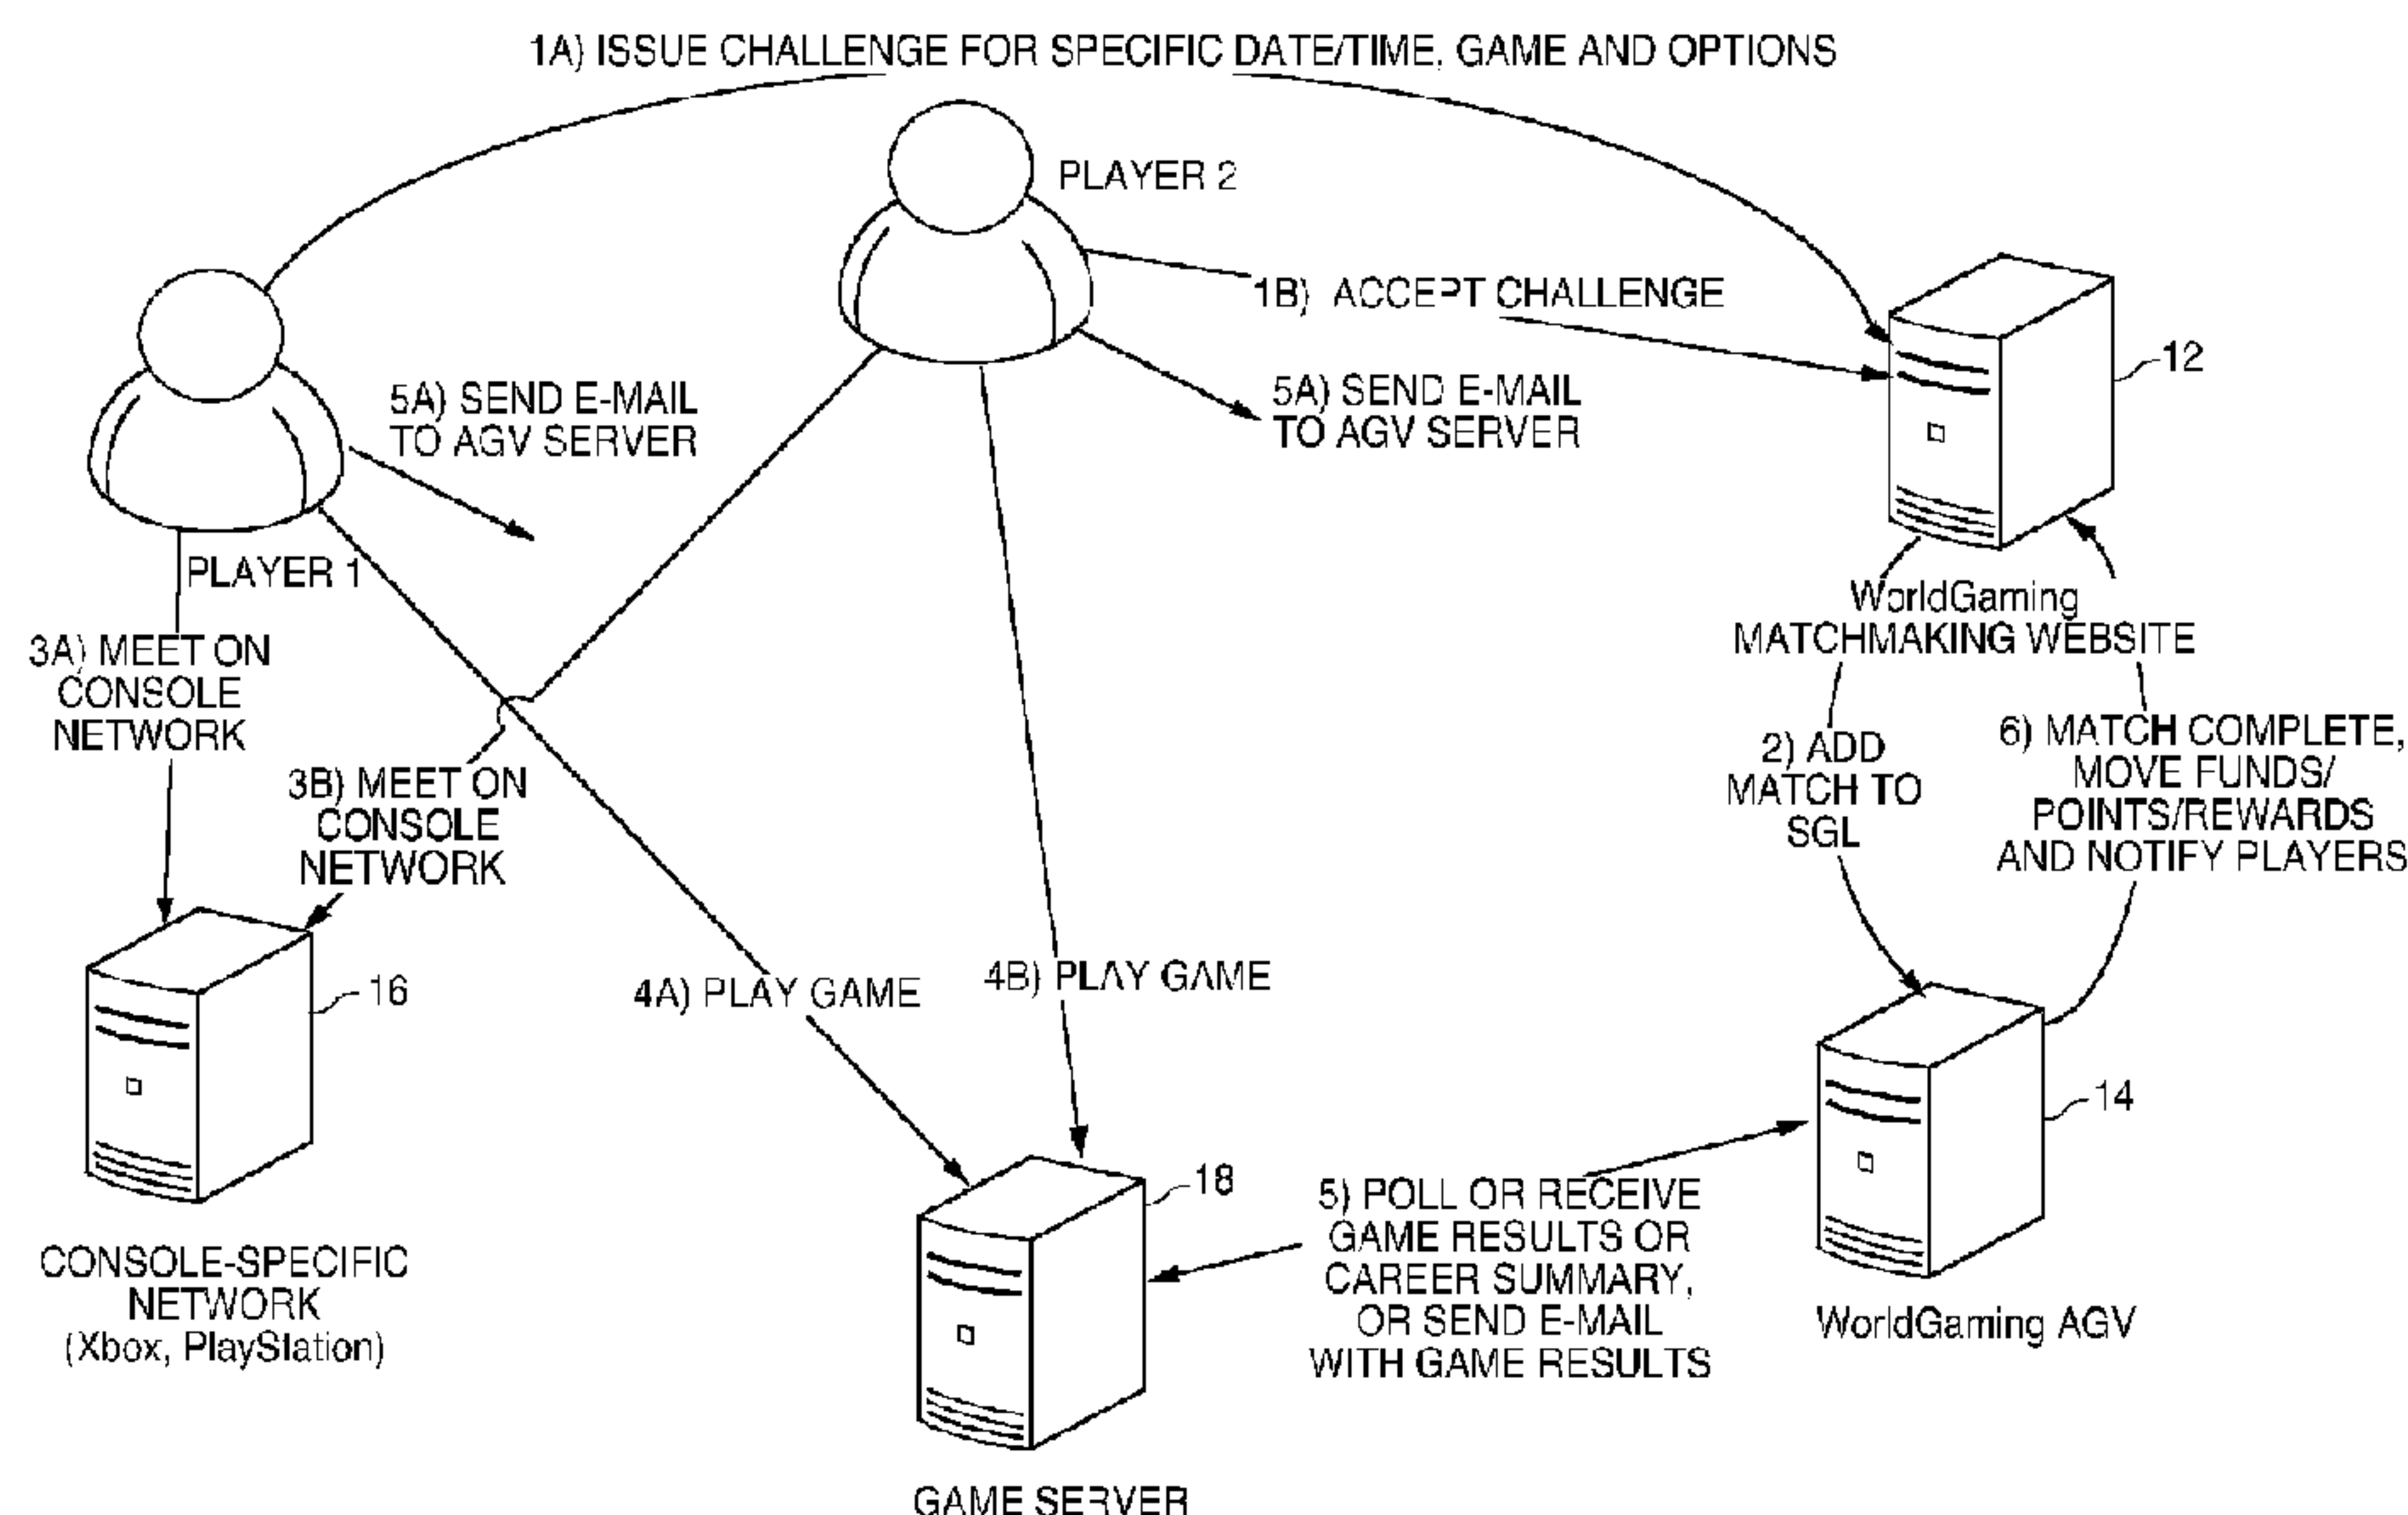 1A) ISSUE CHALLENGE FOR SPECIFIC DATE/TIME, GAME AND OPTIONS
PLAYER 2
1B) ACCEPT CHALLENGE
12
5A) SEND E-MAIL
TO AGV SERVER
5A) SEND E-MAIL
TO AGV SERVER
PLAYER 1
WorldGaming
MATCHMAKING WEBSITE
3A) MEET ON
CONSOLE
NETWORK
3B) MEET ON
CONSOLE
NETWORK
2) ADD
MATCH TO
SGL
6) MATCH COMPLETE,
MOVE FUNDS/
POINTS/REWARDS
AND NOTIFY PLAYERS
16
4A) PLAY GAME
4B) PLAY GAME
14
18
5) POLL OR RECEIVE
GAME RESULTS OR
CAREER SUMMARY,
OR SEND E-MAIL
WITH GAME RESULTS
CONSOLE-SPECIFIC
NETWORK
(Xbox, PlayStation)
WorldGaming AGV
GAME SERVER